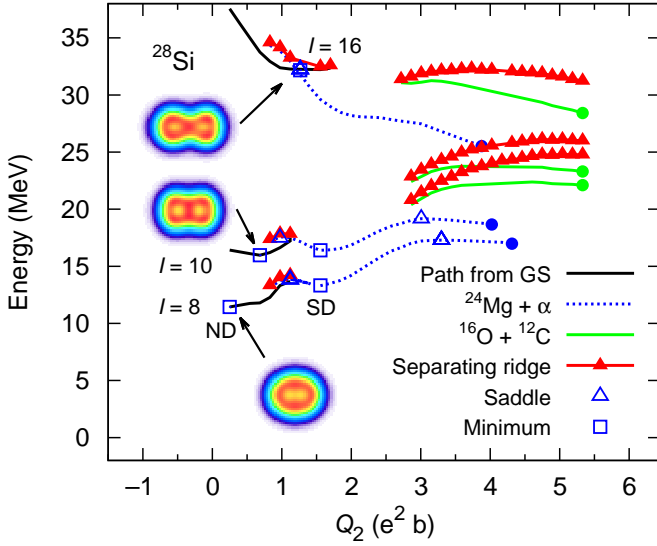 35
30
25
20
15
10
5
0
Energy (MeV)
²⁸Si
I = 16
I = 10
I = 8
ND
SD
Path from GS
²⁴Mg + α
¹⁶O + ¹²C
Separating ridge
Saddle
Minimum
−1 0 1 2 3 4 5 6
Q₂ (e² b)